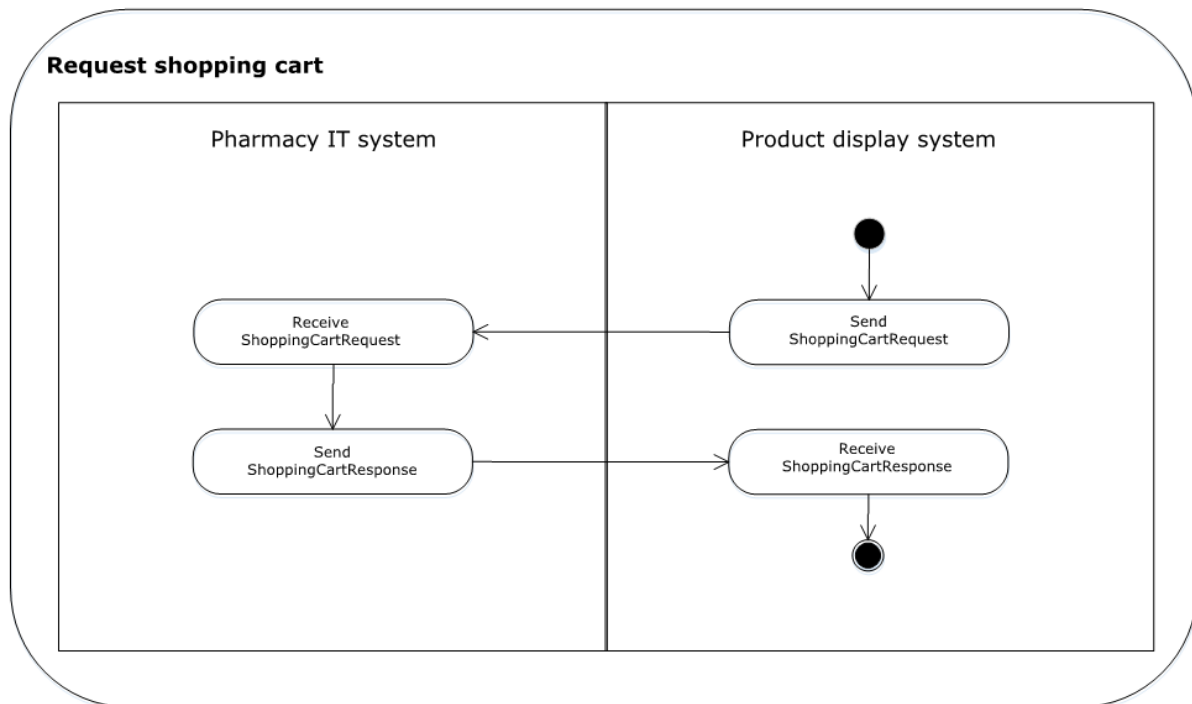 Request shopping cart
Pharmacy IT system
Product display system
Receive
ShoppingCartRequest
Send
ShoppingCartRequest
Send
ShoppingCartResponse
Receive
ShoppingCartResponse